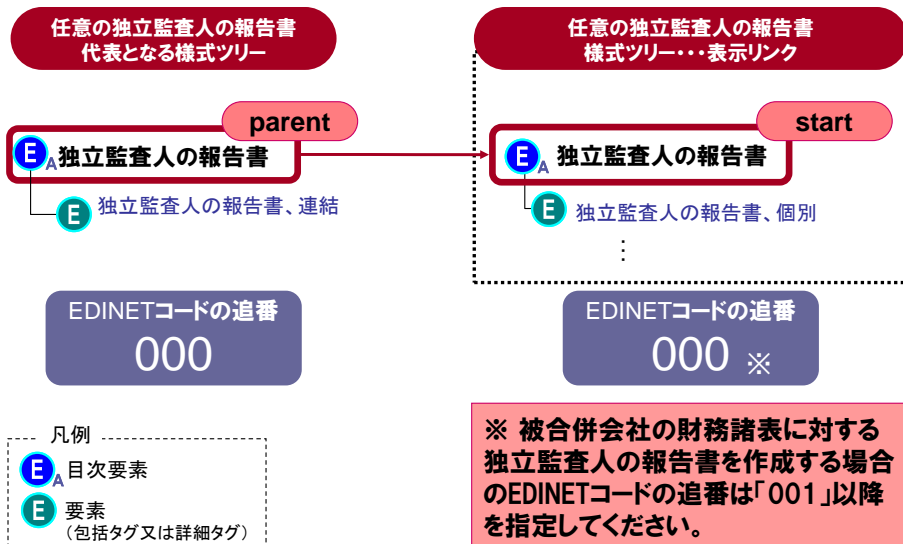 任意の独立監査人の報告書
代表となる様式ツリー
parent
EA 独立監査人の報告書
E 独立監査人の報告書、連結
EDINETコードの追番
000
任意の独立監査人の報告書
様式ツリー・・・表示リンク
start
EA 独立監査人の報告書
E 独立監査人の報告書、個別
⋮
EDINETコードの追番
000 ※
凡例
EA 目次要素
E 要素
（包括タグ又は詳細タグ）
※ 被合併会社の財務諸表に対する
独立監査人の報告書を作成する場合
のEDINETコードの追番は「001」以降
を指定してください。